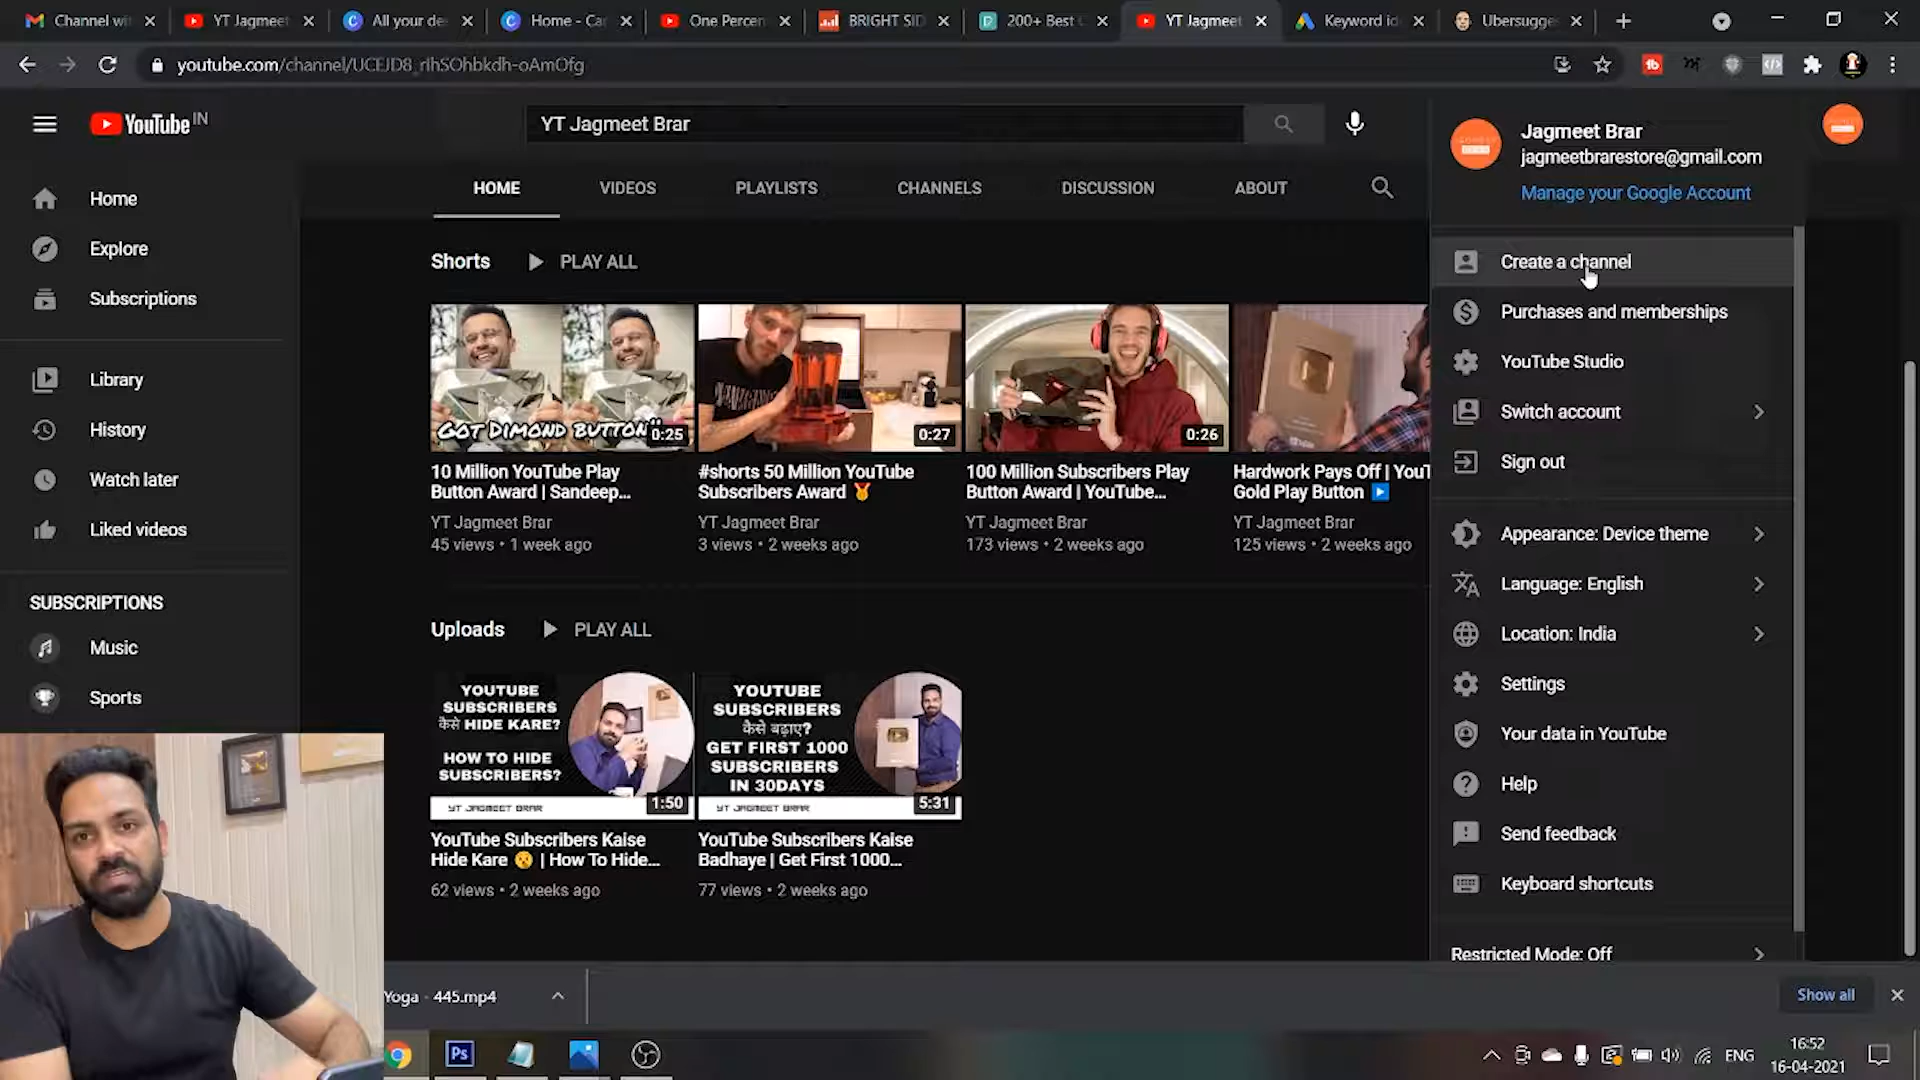 Channel wit
YT Jagmeet
All your de
Home - Ca
One Percen
BRIGHT SID
200+ Best
YT Jagmeet
Keyword id
Ubersugge
youtube.com/channel/UCEJD8_rIhSOhbkdh-oAmOfg
YouTube IN
YT Jagmeet Brar
Jagmeet Brar
jagmeetbrarestore@gmail.com
Manage your Google Account
Home
Explore
Subscriptions
Library
History
Watch later
Liked videos
SUBSCRIPTIONS
Music
Sports
HOME
VIDEOS
PLAYLISTS
CHANNELS
DISCUSSION
ABOUT
Shorts
PLAY ALL
GOT DIMOND BUTTON
0:25
0:27
0:26
10 Million YouTube Play
Button Award | Sandeep...
YT Jagmeet Brar
45 views • 1 week ago
#shorts 50 Million YouTube
Subscribers Award
YT Jagmeet Brar
3 views • 2 weeks ago
100 Million Subscribers Play
Button Award | YouTube...
YT Jagmeet Brar
173 views • 2 weeks ago
Hardwork Pays Off | YouT
Gold Play Button
YT Jagmeet Brar
125 views • 2 weeks ago
Uploads
PLAY ALL
YOUTUBE
SUBSCRIBERS
कैसे HIDE KARE?
HOW TO HIDE
SUBSCRIBERS?
YT JAGMEET BRAR
1:50
YOUTUBE
SUBSCRIBERS
कैसे बढ़ाए?
GET FIRST 1000
SUBSCRIBERS
IN 30DAYS
YT JAGMEET BRAR
5:31
YouTube Subscribers Kaise
Hide Kare | How To Hide...
62 views • 2 weeks ago
YouTube Subscribers Kaise
Badhaye | Get First 1000...
77 views • 2 weeks ago
Create a channel
Purchases and memberships
YouTube Studio
Switch account
Sign out
Appearance: Device theme
Language: English
Location: India
Settings
Your data in YouTube
Help
Send feedback
Keyboard shortcuts
Restricted Mode: Off
Yoga - 445.mp4
Show all
Ps
ENG
16:52
16-04-2021